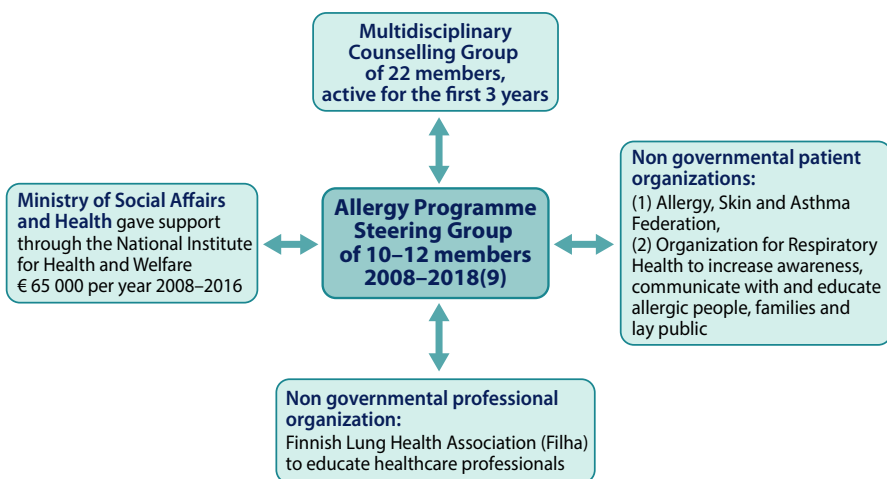 Multidisciplinary
Counselling Group
of 22 members,
active for the first 3 years
Ministry of Social Affairs
and Health gave support
through the National Institute
for Health and Welfare
€ 65 000 per year 2008–2016
Allergy Programme
Steering Group
of 10–12 members
2008–2018(9)
Non governmental patient
organizations:
(1) Allergy, Skin and Asthma
Federation,
(2) Organization for Respiratory
Health to increase awareness,
communicate with and educate
allergic people, families and
lay public
Non governmental professional
organization:
Finnish Lung Health Association (Filha)
to educate healthcare professionals